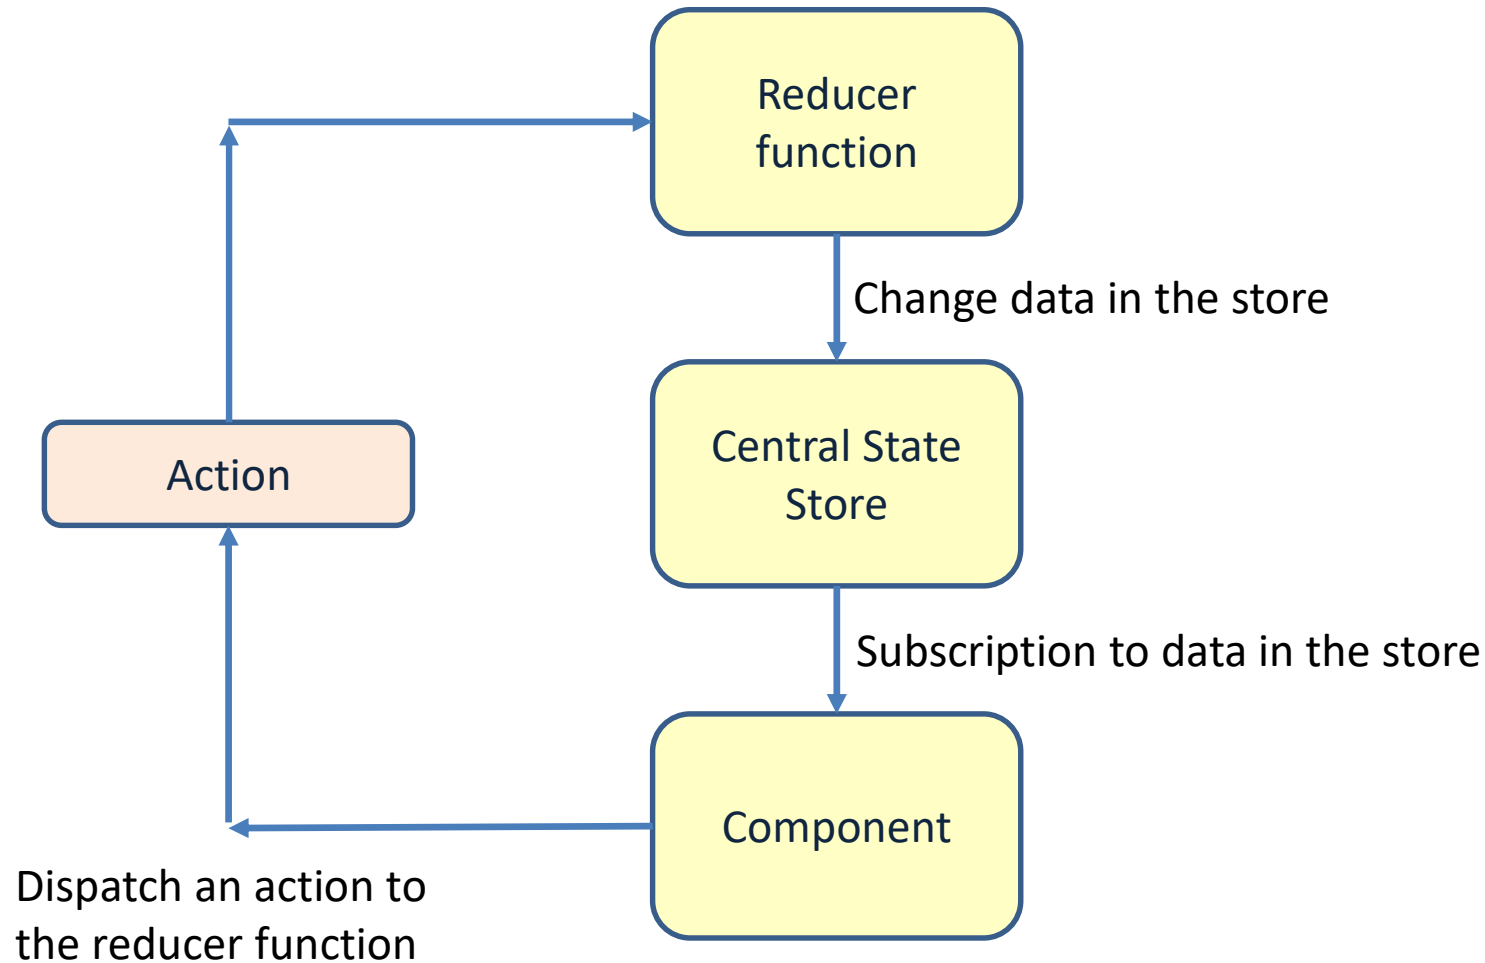 Reducer
function
Change data in the store
Action
Central State
Store
Subscription to data in the store
Component
Dispatch an action to
the reducer function